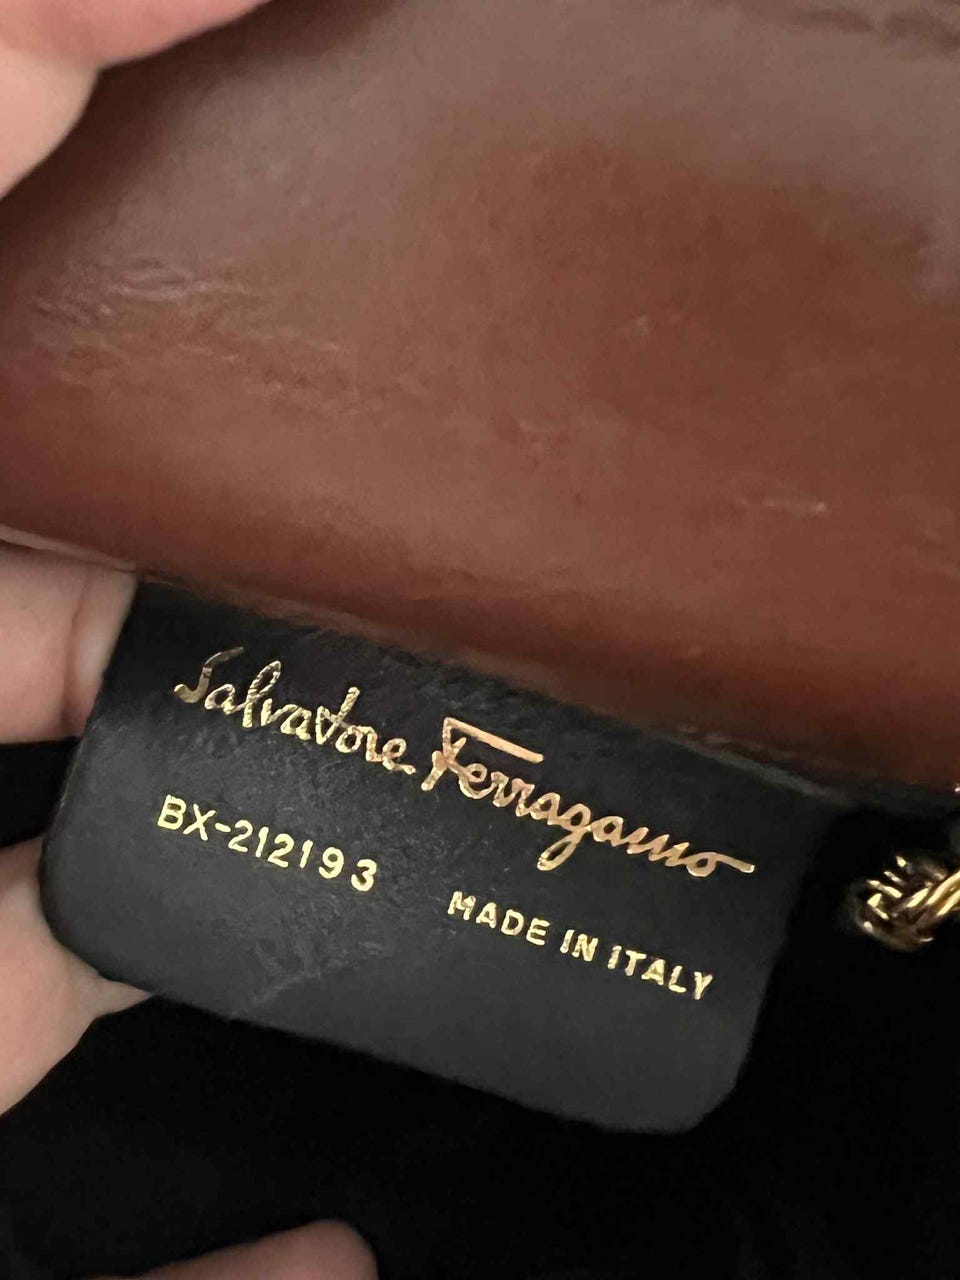 Salvatore Ferragamo
BX-212193 MADE IN ITALY